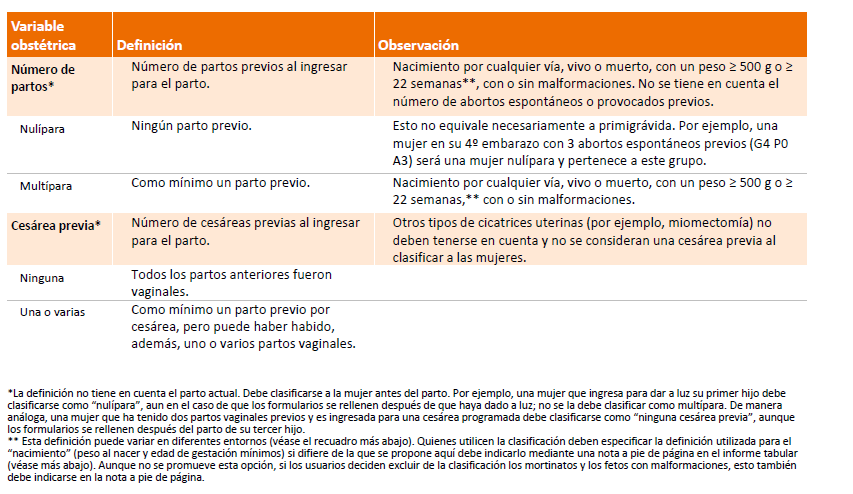 Variable
obstétrica
Definición
Observación
Número de
partos*
Número de partos previos al ingresar
para el parto.
Nacimiento por cualquier vía, vivo o muerto, con un peso ≥ 500 g o ≥
22 semanas**, con o sin malformaciones. No se tiene en cuenta el
número de abortos espontáneos o provocados previos.
Nulípara
Ningún parto previo.
Esto no equivale necesariamente a primigrávida. Por ejemplo, una
mujer en su 4º embarazo con 3 abortos espontáneos previos (G4 P0
A3) será una mujer nulípara y pertenece a este grupo.
Multípara
Como mínimo un parto previo.
Nacimiento por cualquier vía, vivo o muerto, con un peso ≥ 500 g o ≥
22 semanas,** con o sin malformaciones.
Cesárea previa*
Número de cesáreas previas al ingresar
para el parto.
Otros tipos de cicatrices uterinas (por ejemplo, miomectomía) no
deben tenerse en cuenta y no se consideran una cesárea previa al
clasificar a las mujeres.
Ninguna
Todos los partos anteriores fueron
vaginales.
Una o varias
Como mínimo un parto previo por
cesárea, pero puede haber habido,
además, uno o varios partos vaginales.
*La definición no tiene en cuenta el parto actual. Debe clasificarse a la mujer antes del parto. Por ejemplo, una mujer que ingresa para dar a luz su primer hijo debe
clasificarse como “nulípara”, aun en el caso de que los formularios se rellenen después de que haya dado a luz; no se la debe clasificar como multípara. De manera
análoga, una mujer que ha tenido dos partos vaginales previos y es ingresada para una cesárea programada debe clasificarse como “ninguna cesárea previa”, aunque
los formularios se rellenen después del parto de su tercer hijo.
** Esta definición puede variar en diferentes entornos (véase el recuadro más abajo). Quienes utilicen la clasificación deben especificar la definición utilizada para el
“nacimiento” (peso al nacer y edad de gestación mínimos) si difiere de la que se propone aquí debe indicarlo mediante una nota a pie de página en el informe tabular
(véase más abajo). Aunque no se promueve esta opción, si los usuarios deciden excluir de la clasificación los mortinatos y los fetos con malformaciones, esto también
debe indicarse en la nota a pie de página.